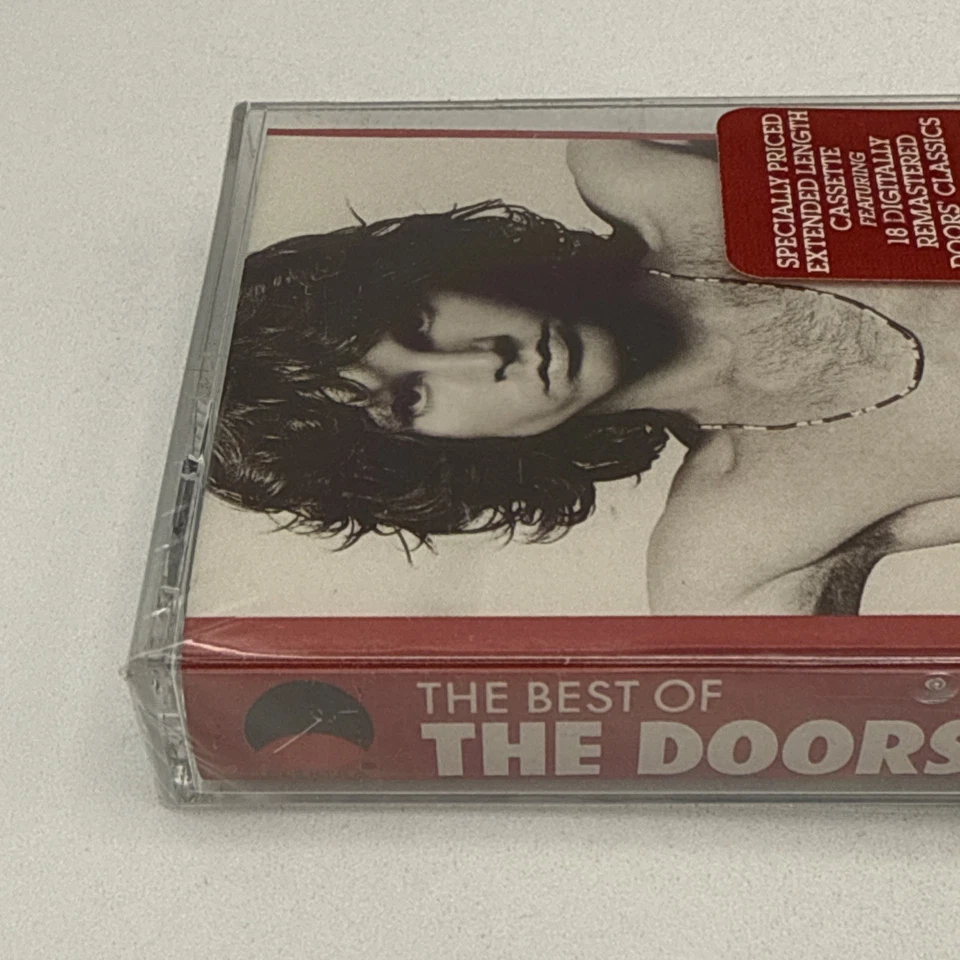 SPECIALLY PRICED
EXTENDED LENGTH
CASSETTE
FEATURING
18 DIGITALLY
REMASTERED
DOORS' CLASSICS
THE BEST OF
THE DOORS